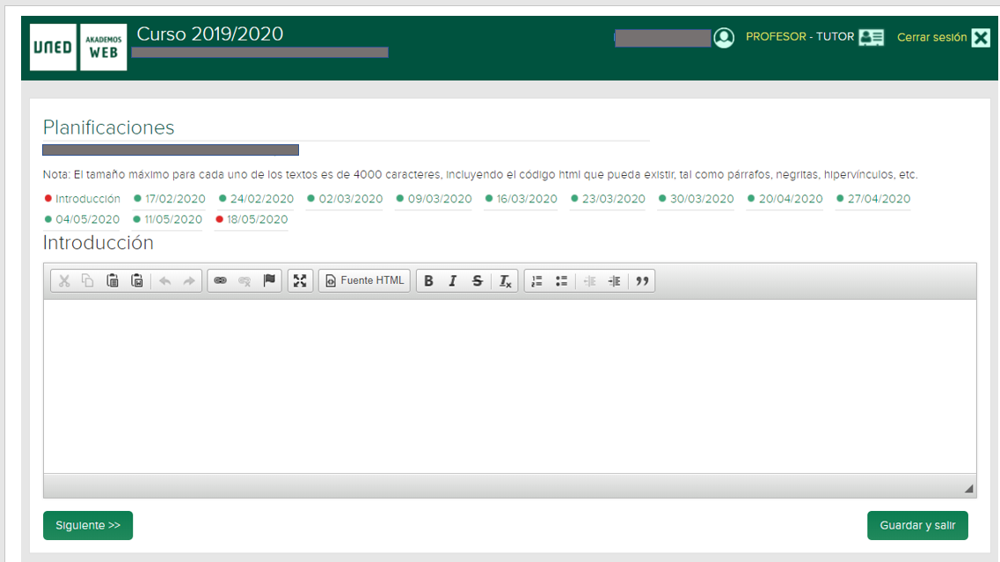 UNED
AKADEMOS
WEB
Curso 2019/2020
PROFESOR - TUTOR
Cerrar sesión
Planificaciones
Nota: El tamaño máximo para cada uno de los textos es de 4000 caracteres, incluyendo el código html que pueda existir, tal como párrafos, negritas, hipervínculos, etc.
Introducción 17/02/2020 24/02/2020 02/03/2020 09/03/2020 16/03/2020 23/03/2020 30/03/2020 20/04/2020 27/04/2020
04/05/2020 11/05/2020 18/05/2020
Introducción
Fuente HTML B I S Ix
Siguiente >>
Guardar y salir